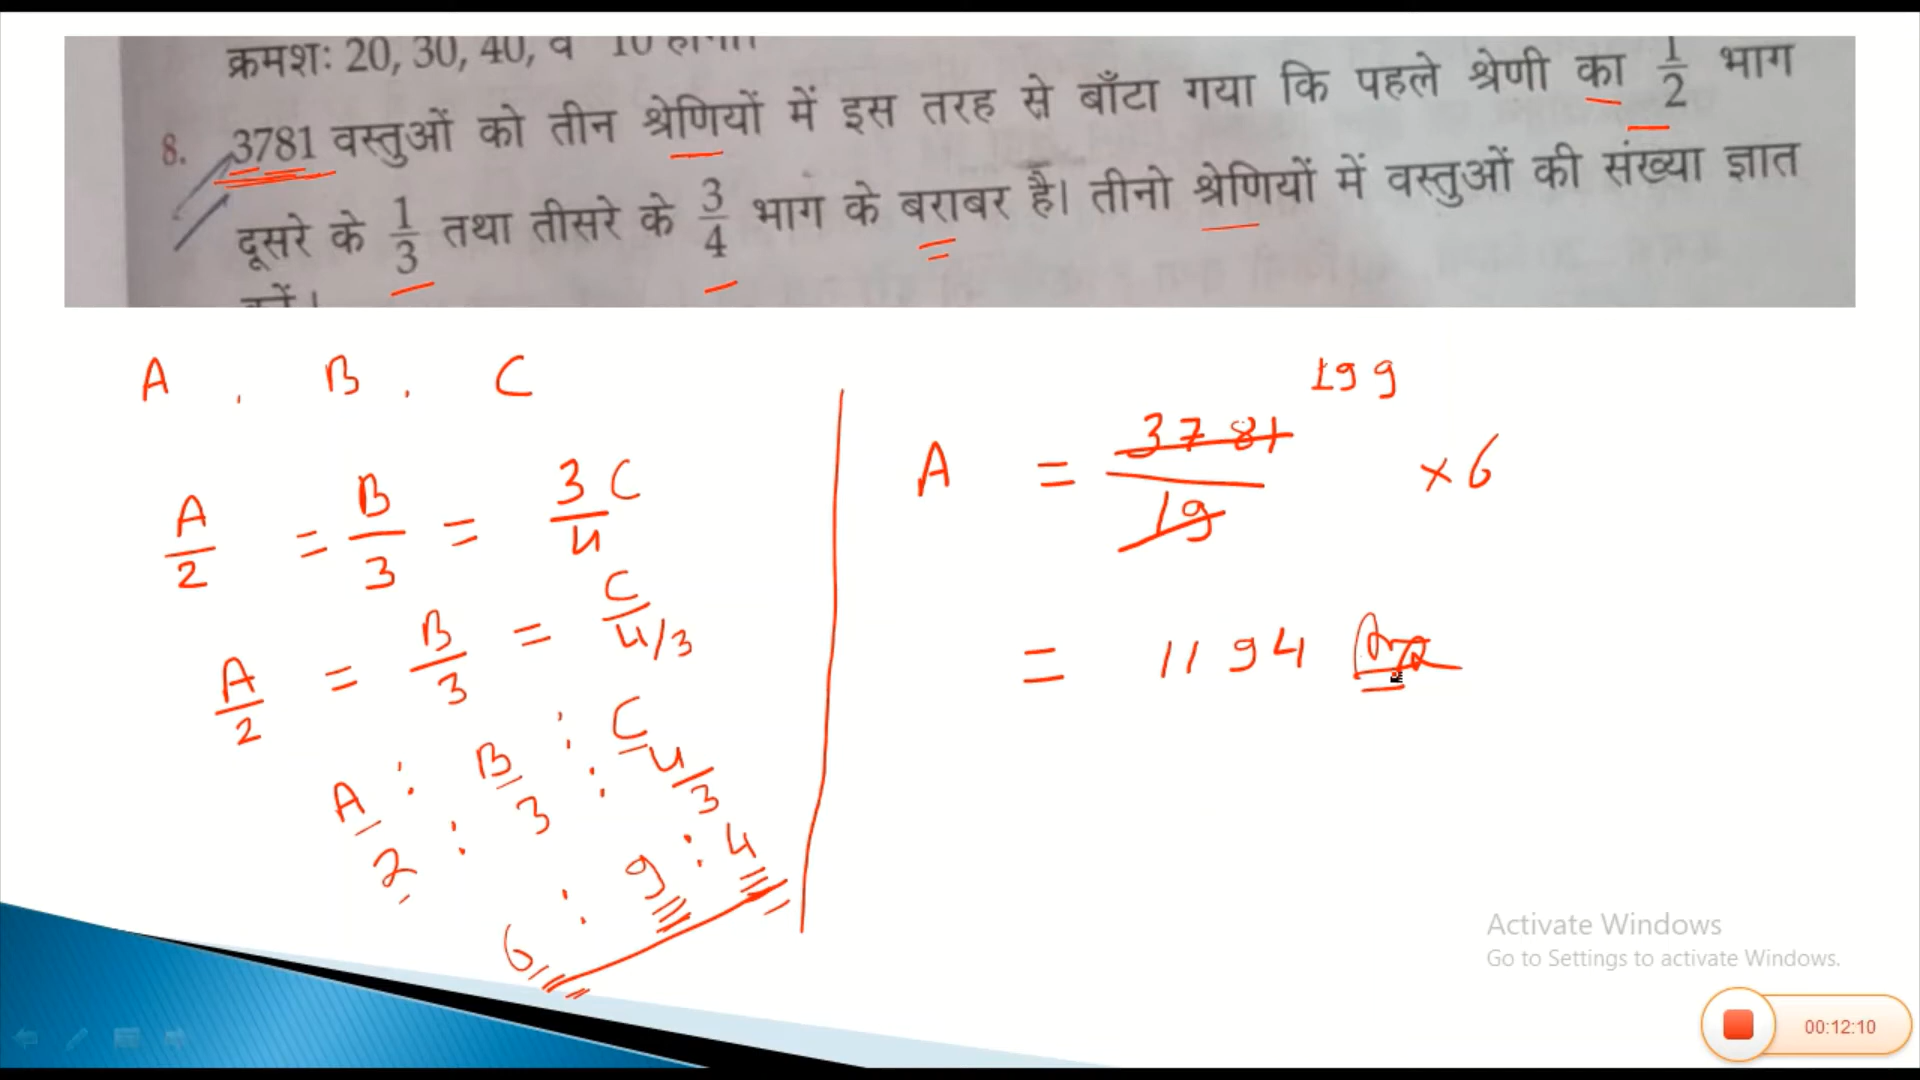 क्रमशः 20, 30, 40, व 10 होगा।
8. 3781 वस्तुओं को तीन श्रेणियों में इस तरह से बाँटा गया कि पहले श्रेणी का 1/2 भाग
दूसरे के 1/3 तथा तीसरे के 3/4 भाग के बराबर है। तीनो श्रेणियों में वस्तुओं की संख्या ज्ञात
A , B , C
A/2 = B/3 = 3C/4
A/2 = B/3 = C/4/3
A : B : C
2 : 3 : 4/3
6 : 9 : 4
199
A = 3781/19 × 6
= 1194 Ans
Activate Windows
Go to Settings to activate Windows.
00:12:10